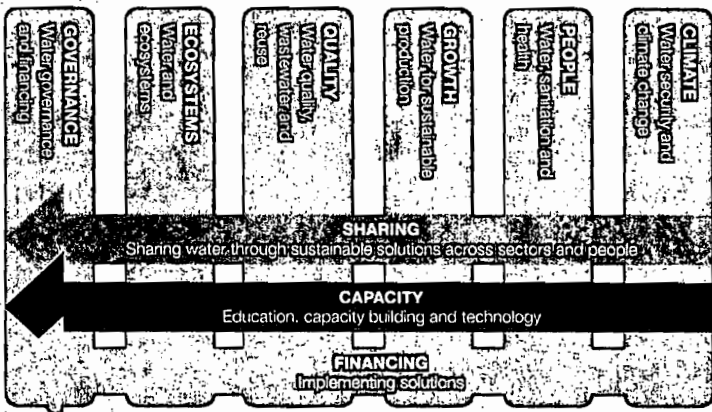 GOVERNANCE
Water governance
and financing
ECOSYSTEMS
Water and
ecosystems
QUALITY
Water quality,
wastewater and
reuse
GROWTH
Water for sustainable
production
PEOPLE
Water, sanitation and
health
CLIMATE
Water security and
climate change
SHARING
Sharing water through sustainable solutions across sectors and people
CAPACITY
Education, capacity building and technology
FINANCING
Implementing solutions